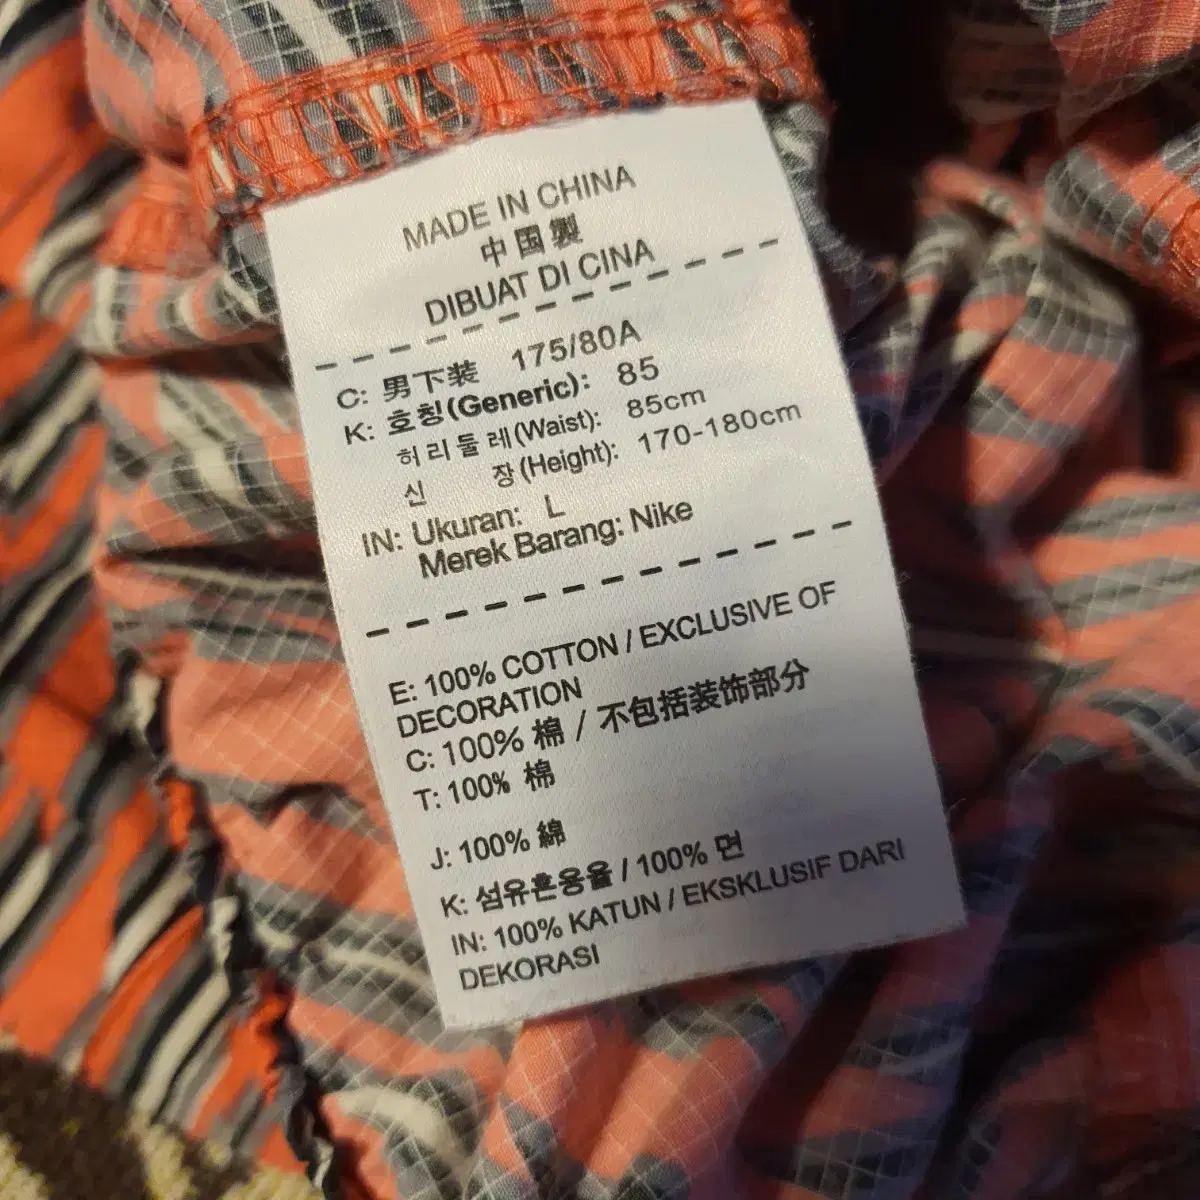 MADE IN CHINA
中国製
DIBUAT DI CINA
C: 男下装 175/80A
K: 호칭(Generic): 85
허리둘레(Waist): 85cm
신 장(Height): 170-180cm
IN: Ukuran: L
Merek Barang: Nike
E: 100% COTTON / EXCLUSIVE OF
DECORATION
C: 100% 棉 / 不包括装饰部分
T: 100% 棉
J: 100% 綿
K: 섬유혼용율 / 100% 면
IN: 100% KATUN / EKSKLUSIF DARI
DEKORASI